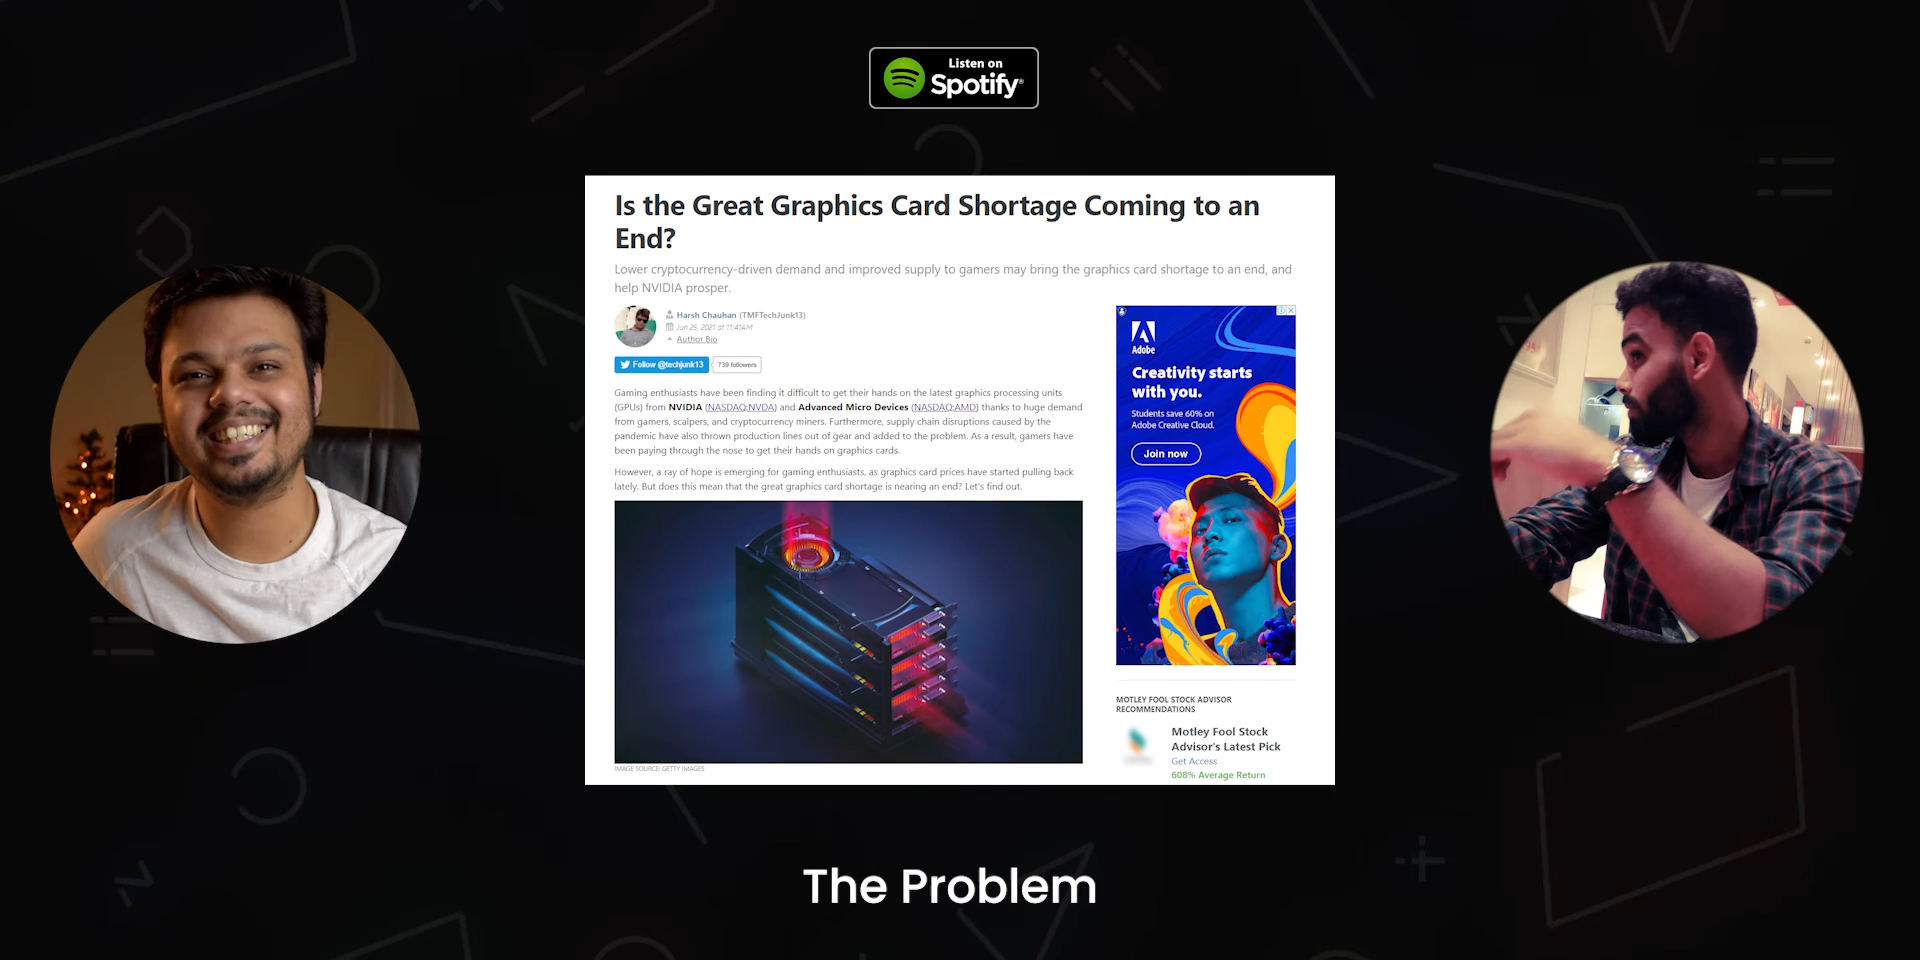 Listen on
Spotify®
Is the Great Graphics Card Shortage Coming to an
End?
Lower cryptocurrency-driven demand and improved supply to gamers may bring the graphics card shortage to an end, and
help NVIDIA prosper.
Harsh Chauhan (TMFTechJunk13)
Jun 25, 2021 at 11:41AM
Author Bio
Follow @techjunk13
739 followers
Gaming enthusiasts have been finding it difficult to get their hands on the latest graphics processing units
(GPUs) from NVIDIA (NASDAQ:NVDA) and Advanced Micro Devices (NASDAQ:AMD) thanks to huge demand
from gamers, scalpers, and cryptocurrency miners. Furthermore, supply chain disruptions caused by the
pandemic have also thrown production lines out of gear and added to the problem. As a result, gamers have
been paying through the nose to get their hands on graphics cards.
However, a ray of hope is emerging for gaming enthusiasts, as graphics card prices have started pulling back
lately. But does this mean that the great graphics card shortage is nearing an end? Let's find out.
IMAGE SOURCE: GETTY IMAGES
Adobe
Creativity starts
with you.
Students save 60% on
Adobe Creative Cloud.
Join now
MOTLEY FOOL STOCK ADVISOR
RECOMMENDATIONS
Motley Fool Stock
Advisor's Latest Pick
Get Access
608% Average Return
The Problem